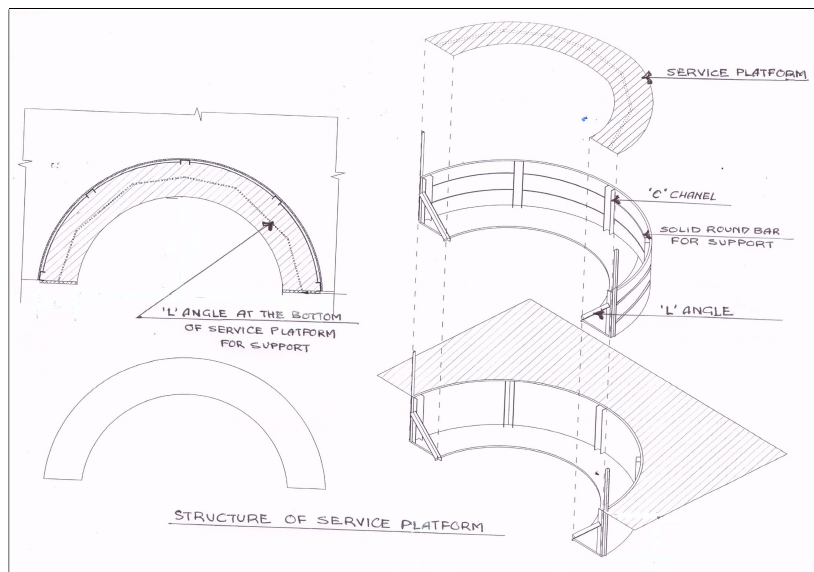 SERVICE PLATFORM
'C' CHANEL
SOLID ROUND BAR
FOR SUPPORT
'L' ANGLE
'L' ANGLE AT THE BOTTOM
OF SERVICE PLATFORM
FOR SUPPORT
STRUCTURE OF SERVICE PLATFORM